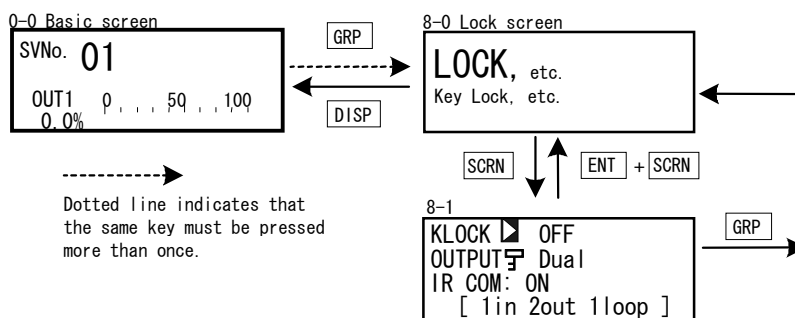 0-0 Basic screen
SVNo. 01
OUT1 0 50 100
0.0%
GRP
DISP
8-0 Lock screen
LOCK, etc.
Key Lock, etc.
SCRN
ENT + SCRN
Dotted line indicates that
the same key must be pressed
more than once.
8-1
KLOCK OFF
OUTPUT Dual
IR COM: ON
[ 1in 2out 1loop ]
GRP